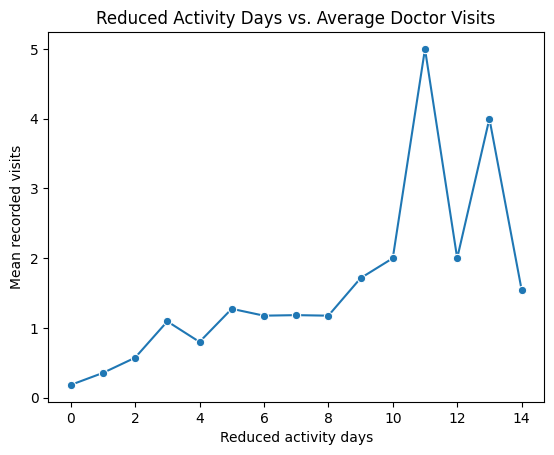 Reduced Activity Days vs. Average Doctor Visits
5
4
3
2
1
0
Mean recorded visits
0 2 4 6 8 10 12 14
Reduced activity days